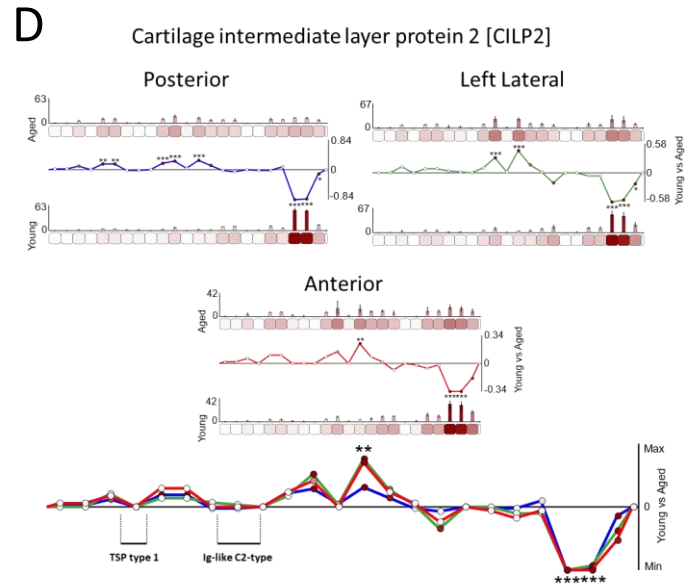 D
Cartilage intermediate layer protein 2 [CILP2]
Posterior
Left Lateral
63
0
Aged
67
0
Aged
** ** *** *** ***
0.84
0
-0.84
*** *** *
*** ***
0.58
0
-0.58
Young vs Aged
*** *** *
63
0
Young
67
0
Young
Anterior
42
0
Aged
**
0.34
0
-0.34
Young vs Aged
******
42
0
Young
**
Max
0
Min
Young vs Aged
TSP type 1
Ig-like C2-type
******